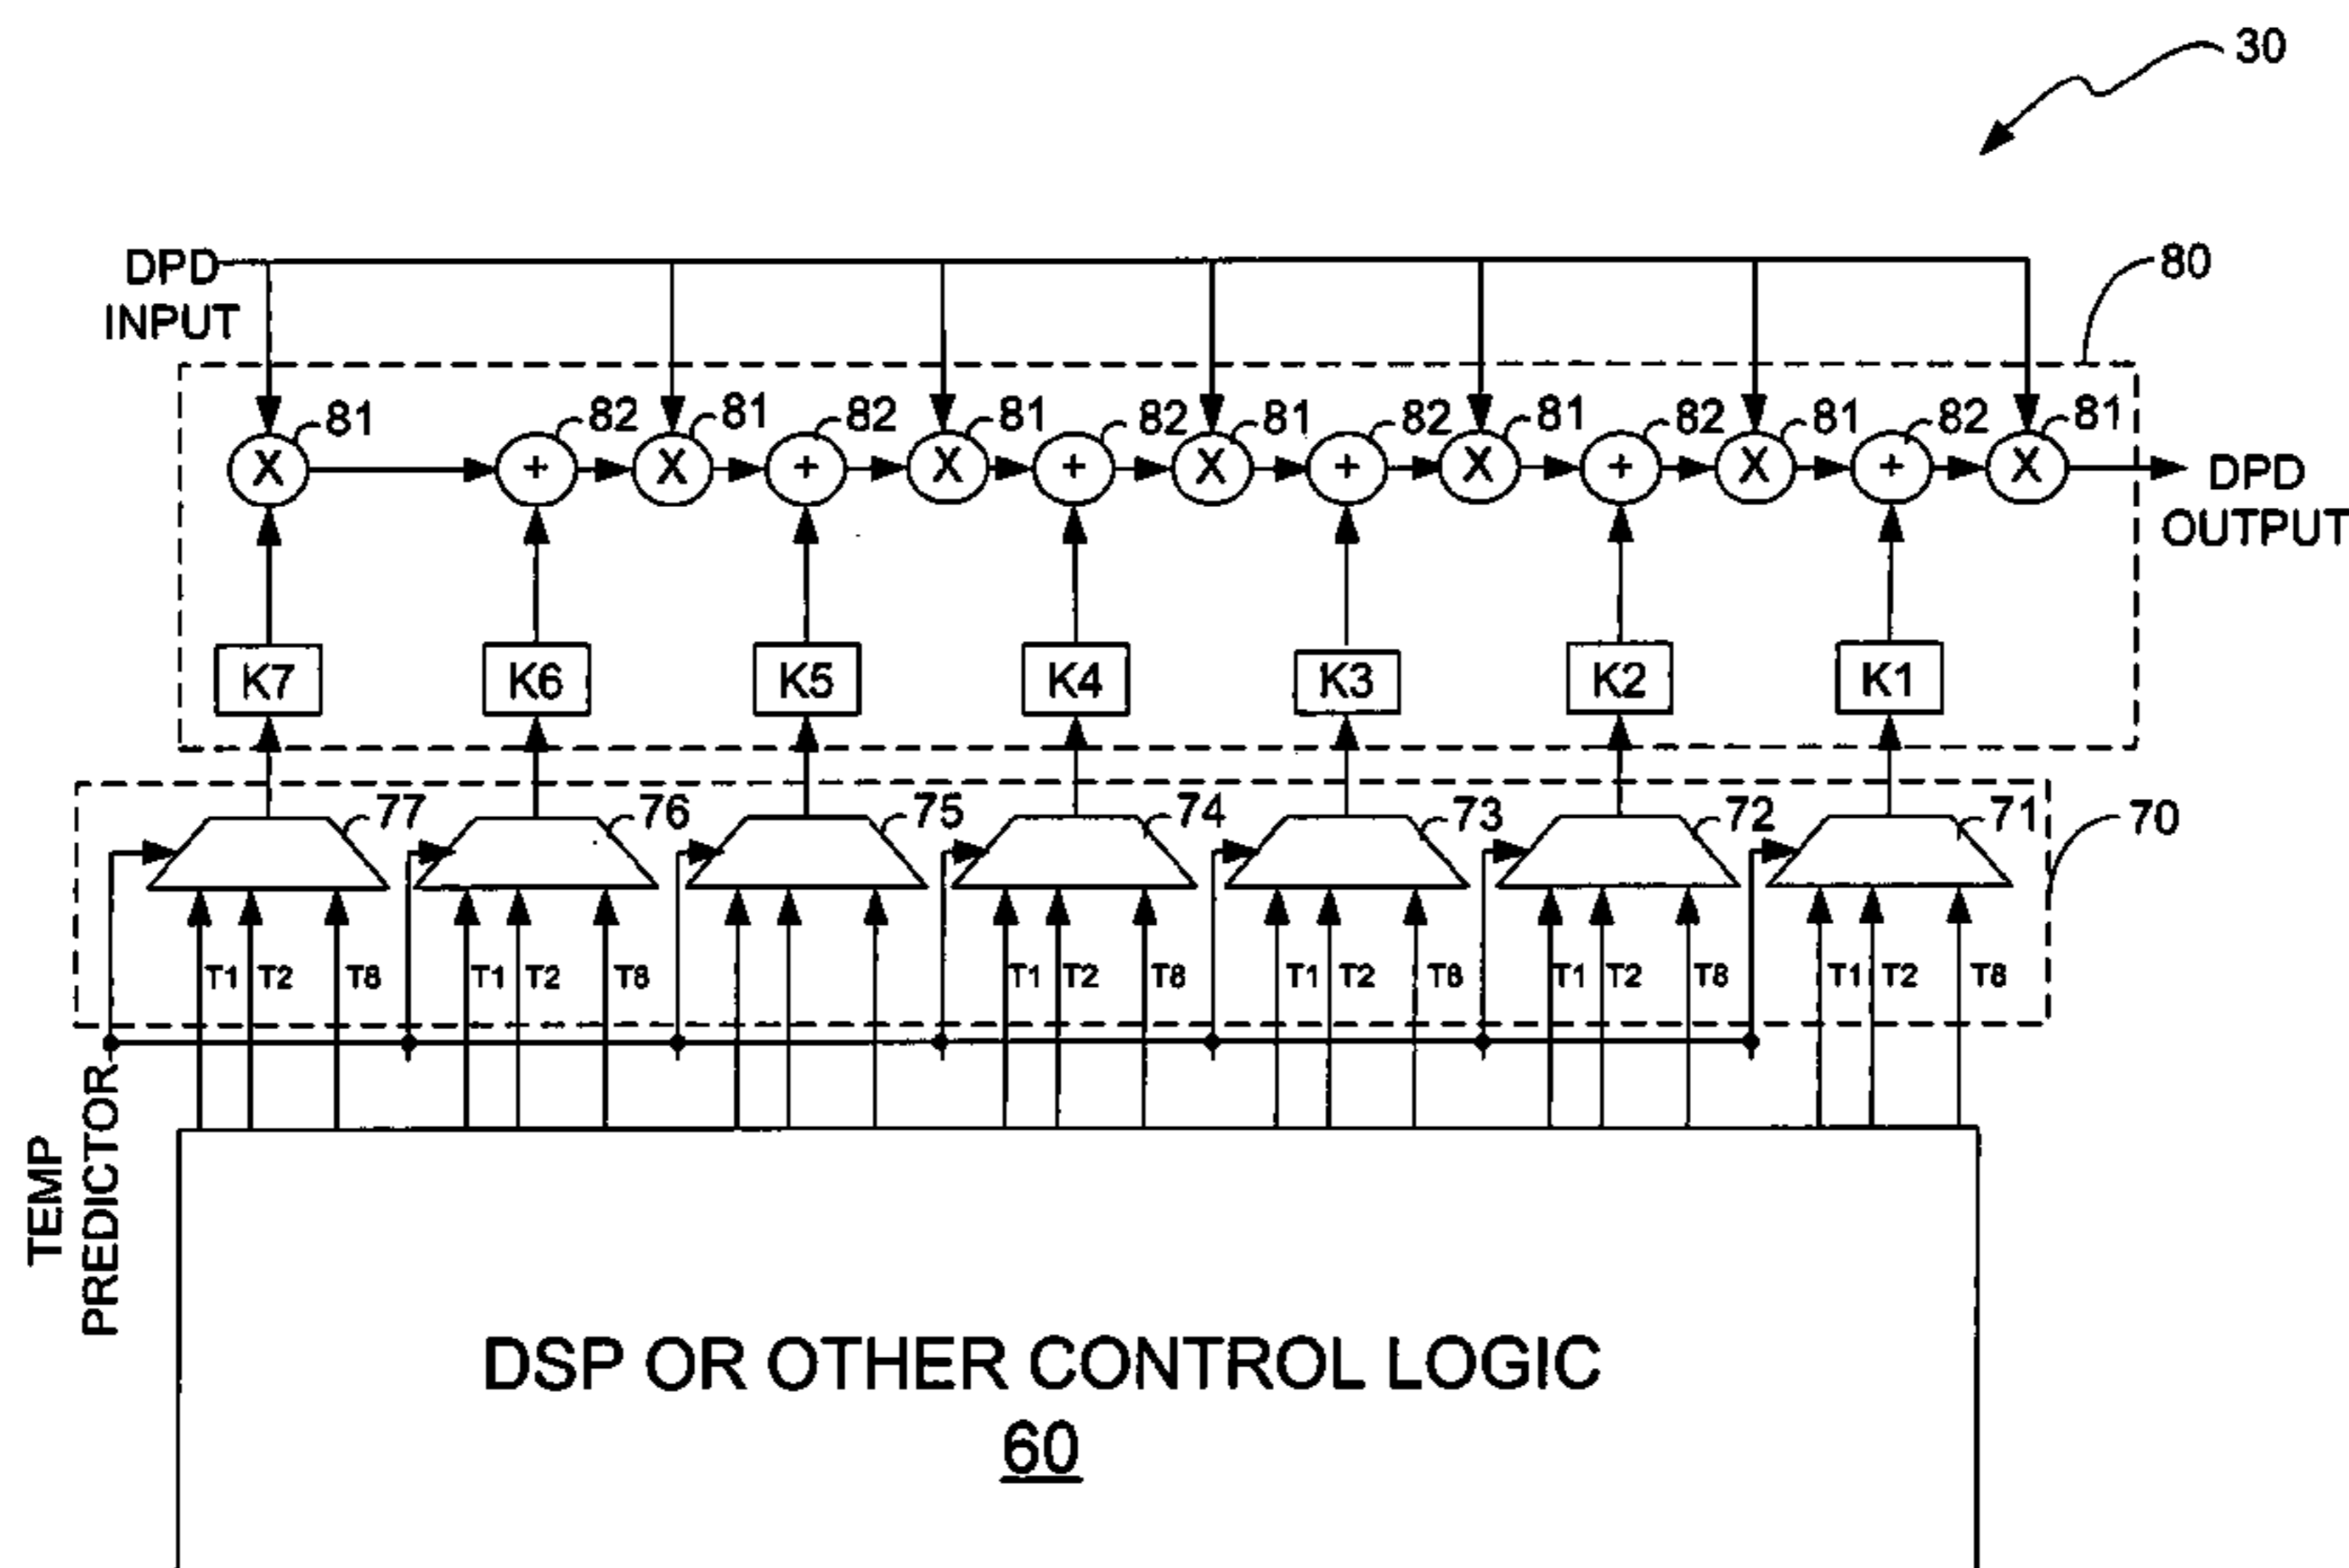 30
DPD
INPUT
80
81 82 81 82 81 82 81 82 81 82 81 82 81
X + X + X + X + X + X + X
DPD
OUTPUT
K7 K6 K5 K4 K3 K2 K1
77 76 75 74 73 72 71
70
T1 T2 T8 T1 T2 T8 T1 T2 T8 T1 T2 T8 T1 T2 T8 T1 T2 T8
TEMP
PREDICTOR
DSP OR OTHER CONTROL LOGIC
60